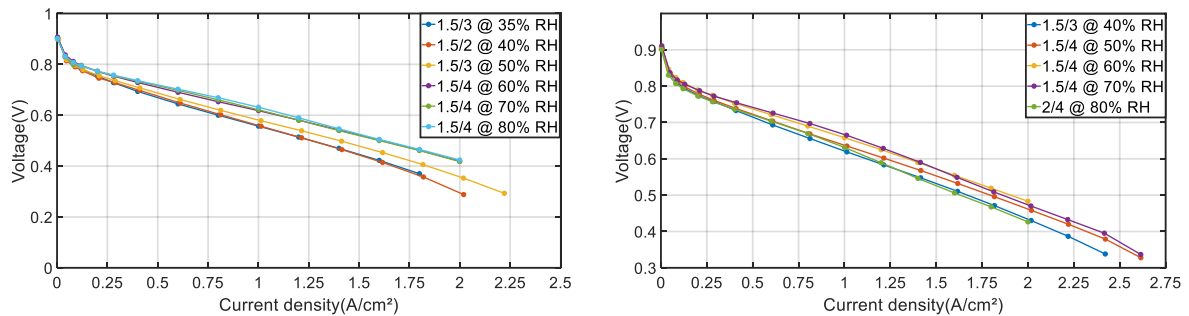 1
0.8
0.6
0.4
0.2
0
Voltage(V)
0 0.25 0.5 0.75 1 1.25 1.5 1.75 2 2.25 2.5
Current density(A/cm²)
1.5/3 @ 35% RH
1.5/2 @ 40% RH
1.5/3 @ 50% RH
1.5/4 @ 60% RH
1.5/4 @ 70% RH
1.5/4 @ 80% RH
0.9
0.8
0.7
0.6
0.5
0.4
0.3
Voltage(V)
0 0.25 0.5 0.75 1 1.25 1.5 1.75 2 2.25 2.5 2.75
Current density(A/cm²)
1.5/3 @ 40% RH
1.5/4 @ 50% RH
1.5/4 @ 60% RH
1.5/4 @ 70% RH
2/4 @ 80% RH